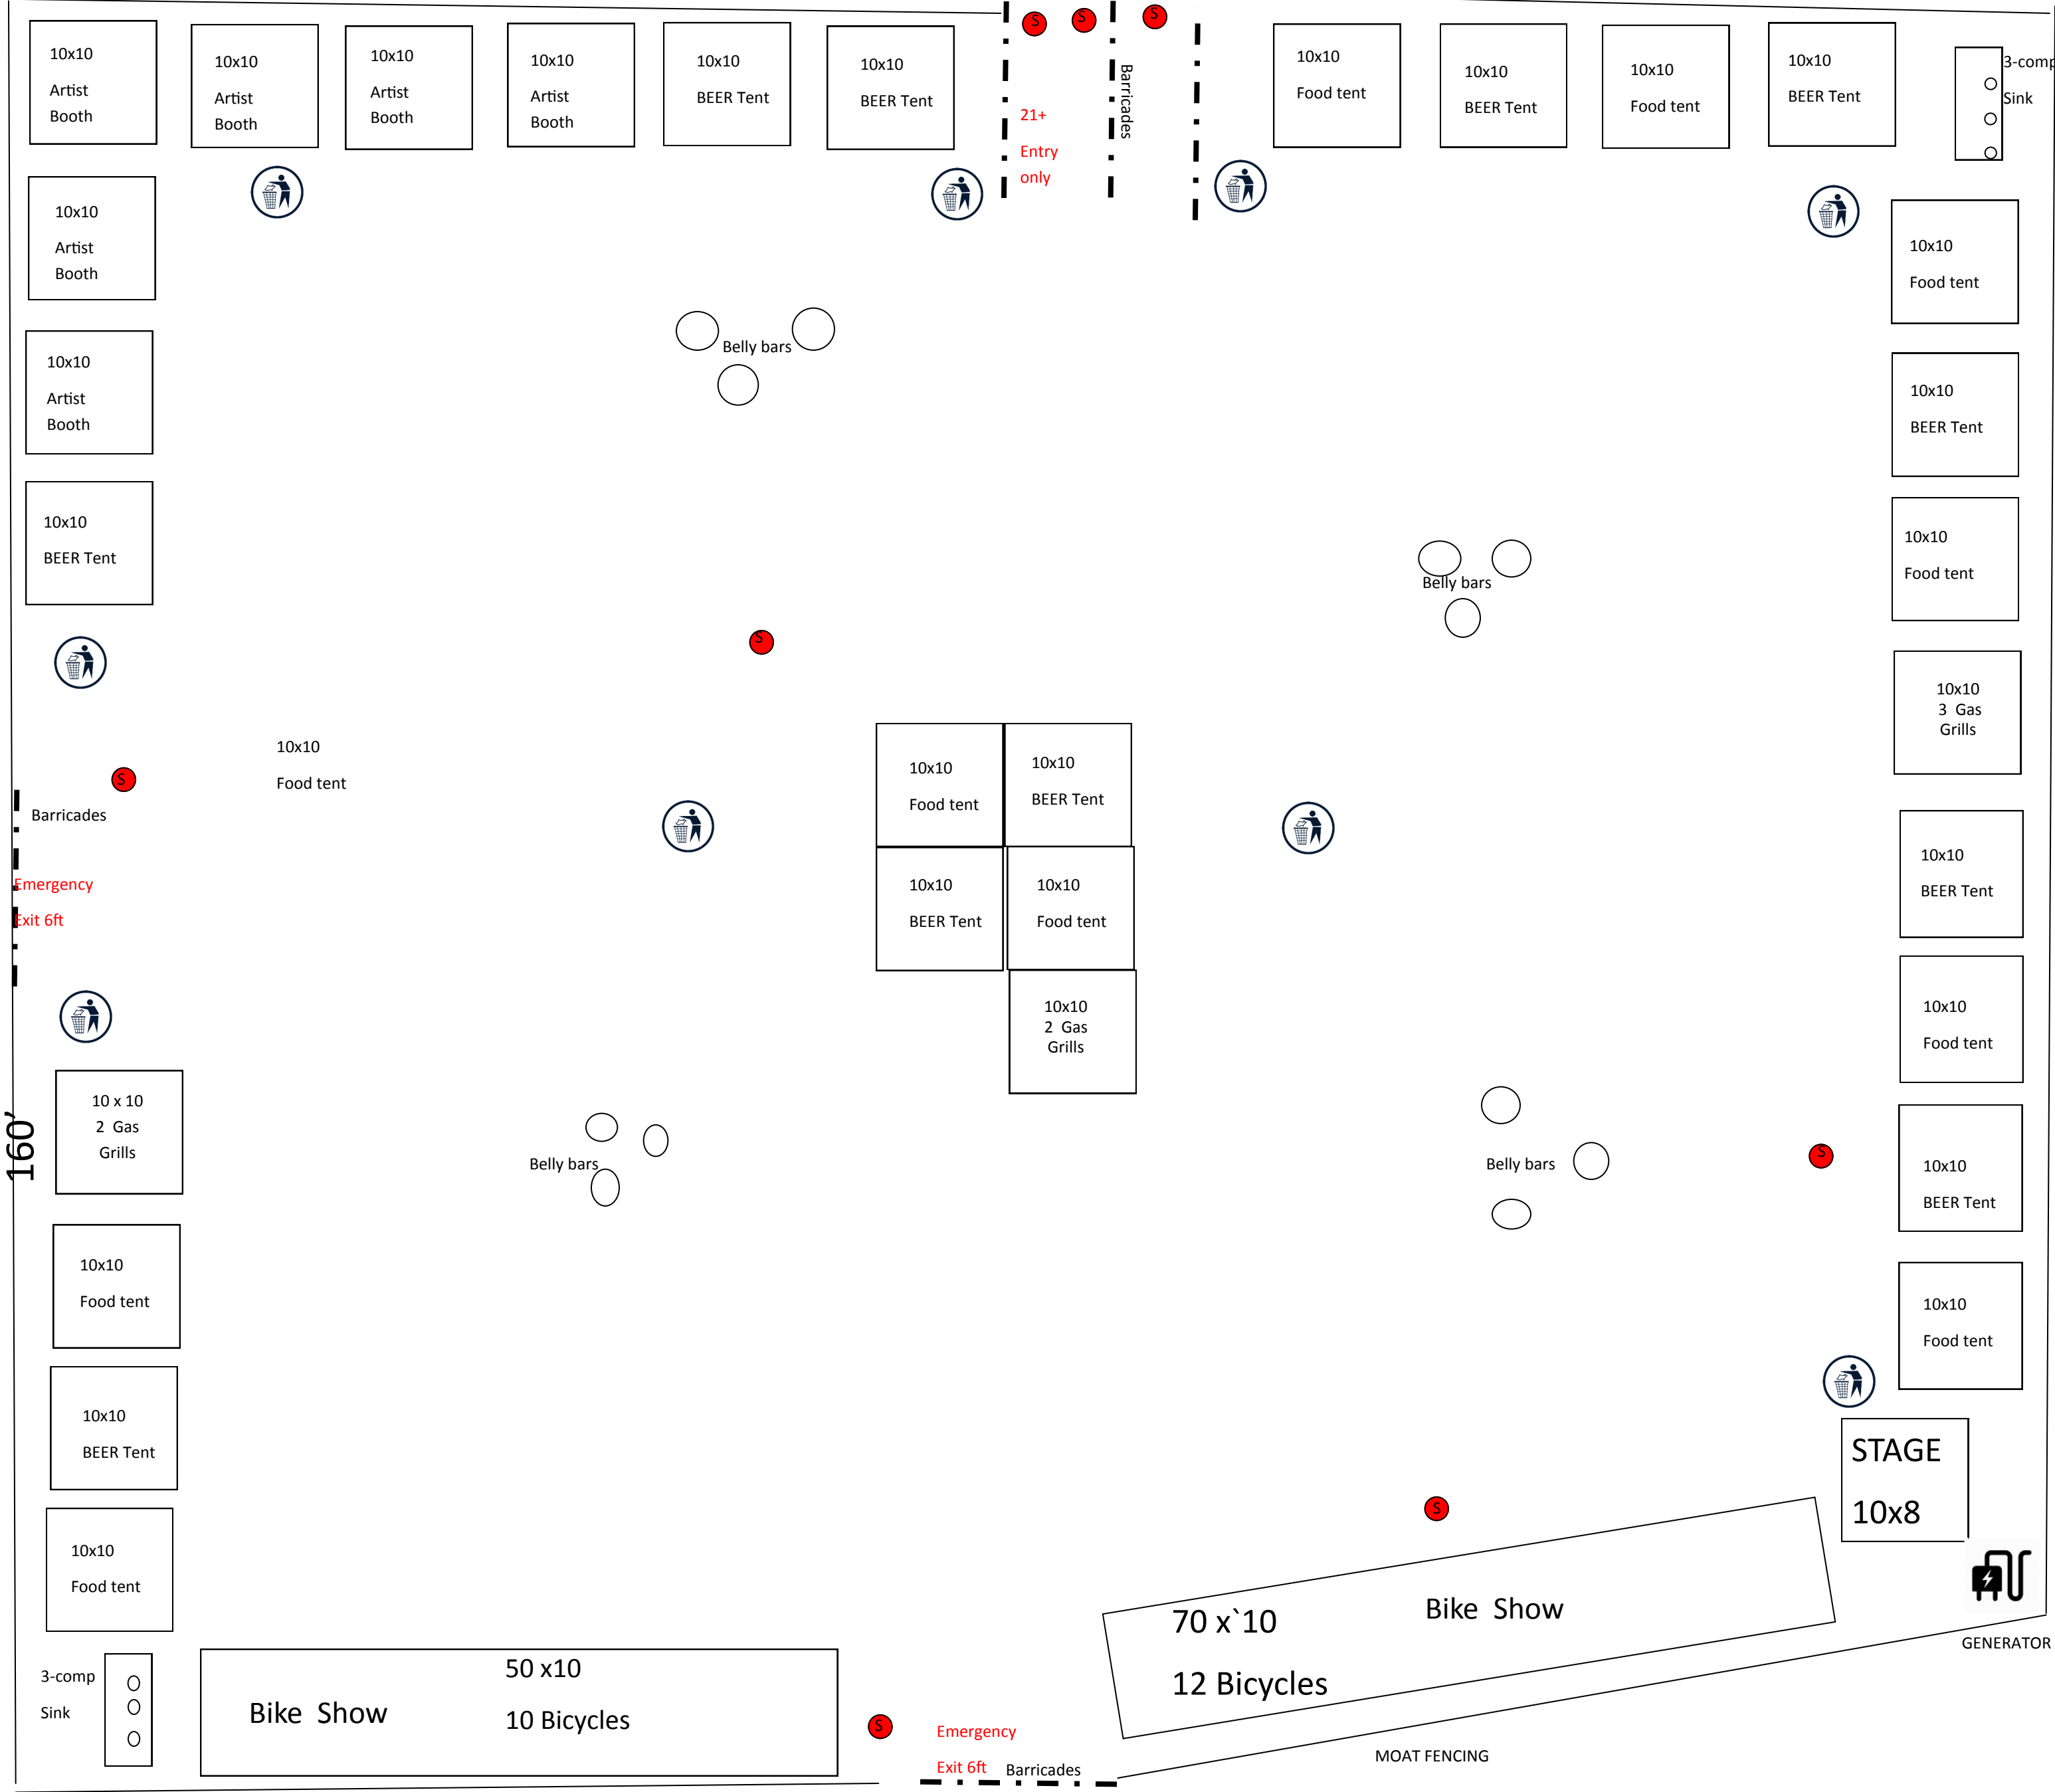 10x10
Artist
Booth
10x10
Artist
Booth
10x10
Artist
Booth
10x10
Artist
Booth
10x10
BEER Tent
10x10
BEER Tent
S
S
S
21+
Entry
only
Barricades
10x10
Food tent
10x10
BEER Tent
10x10
Food tent
10x10
BEER Tent
3-comp
Sink
10x10
Artist
Booth
10x10
Food tent
Belly bars
10x10
Artist
Booth
10x10
BEER Tent
10x10
BEER Tent
Belly bars
10x10
Food tent
S
10x10
3 Gas
Grills
S
10x10
Food tent
Barricades
Emergency
Exit 6ft
10x10
Food tent
10x10
BEER Tent
10x10
BEER Tent
10x10
Food tent
10x10
2 Gas
Grills
10x10
BEER Tent
10x10
Food tent
160’
10 x 10
2 Gas
Grills
Belly bars
Belly bars
S
10x10
BEER Tent
10x10
Food tent
10x10
Food tent
10x10
BEER Tent
10x10
Food tent
STAGE
10x8
S
70 x`10
Bike Show
12 Bicycles
GENERATOR
3-comp
Sink
50 x10
Bike Show
10 Bicycles
S
Emergency
Exit 6ft
Barricades
MOAT FENCING